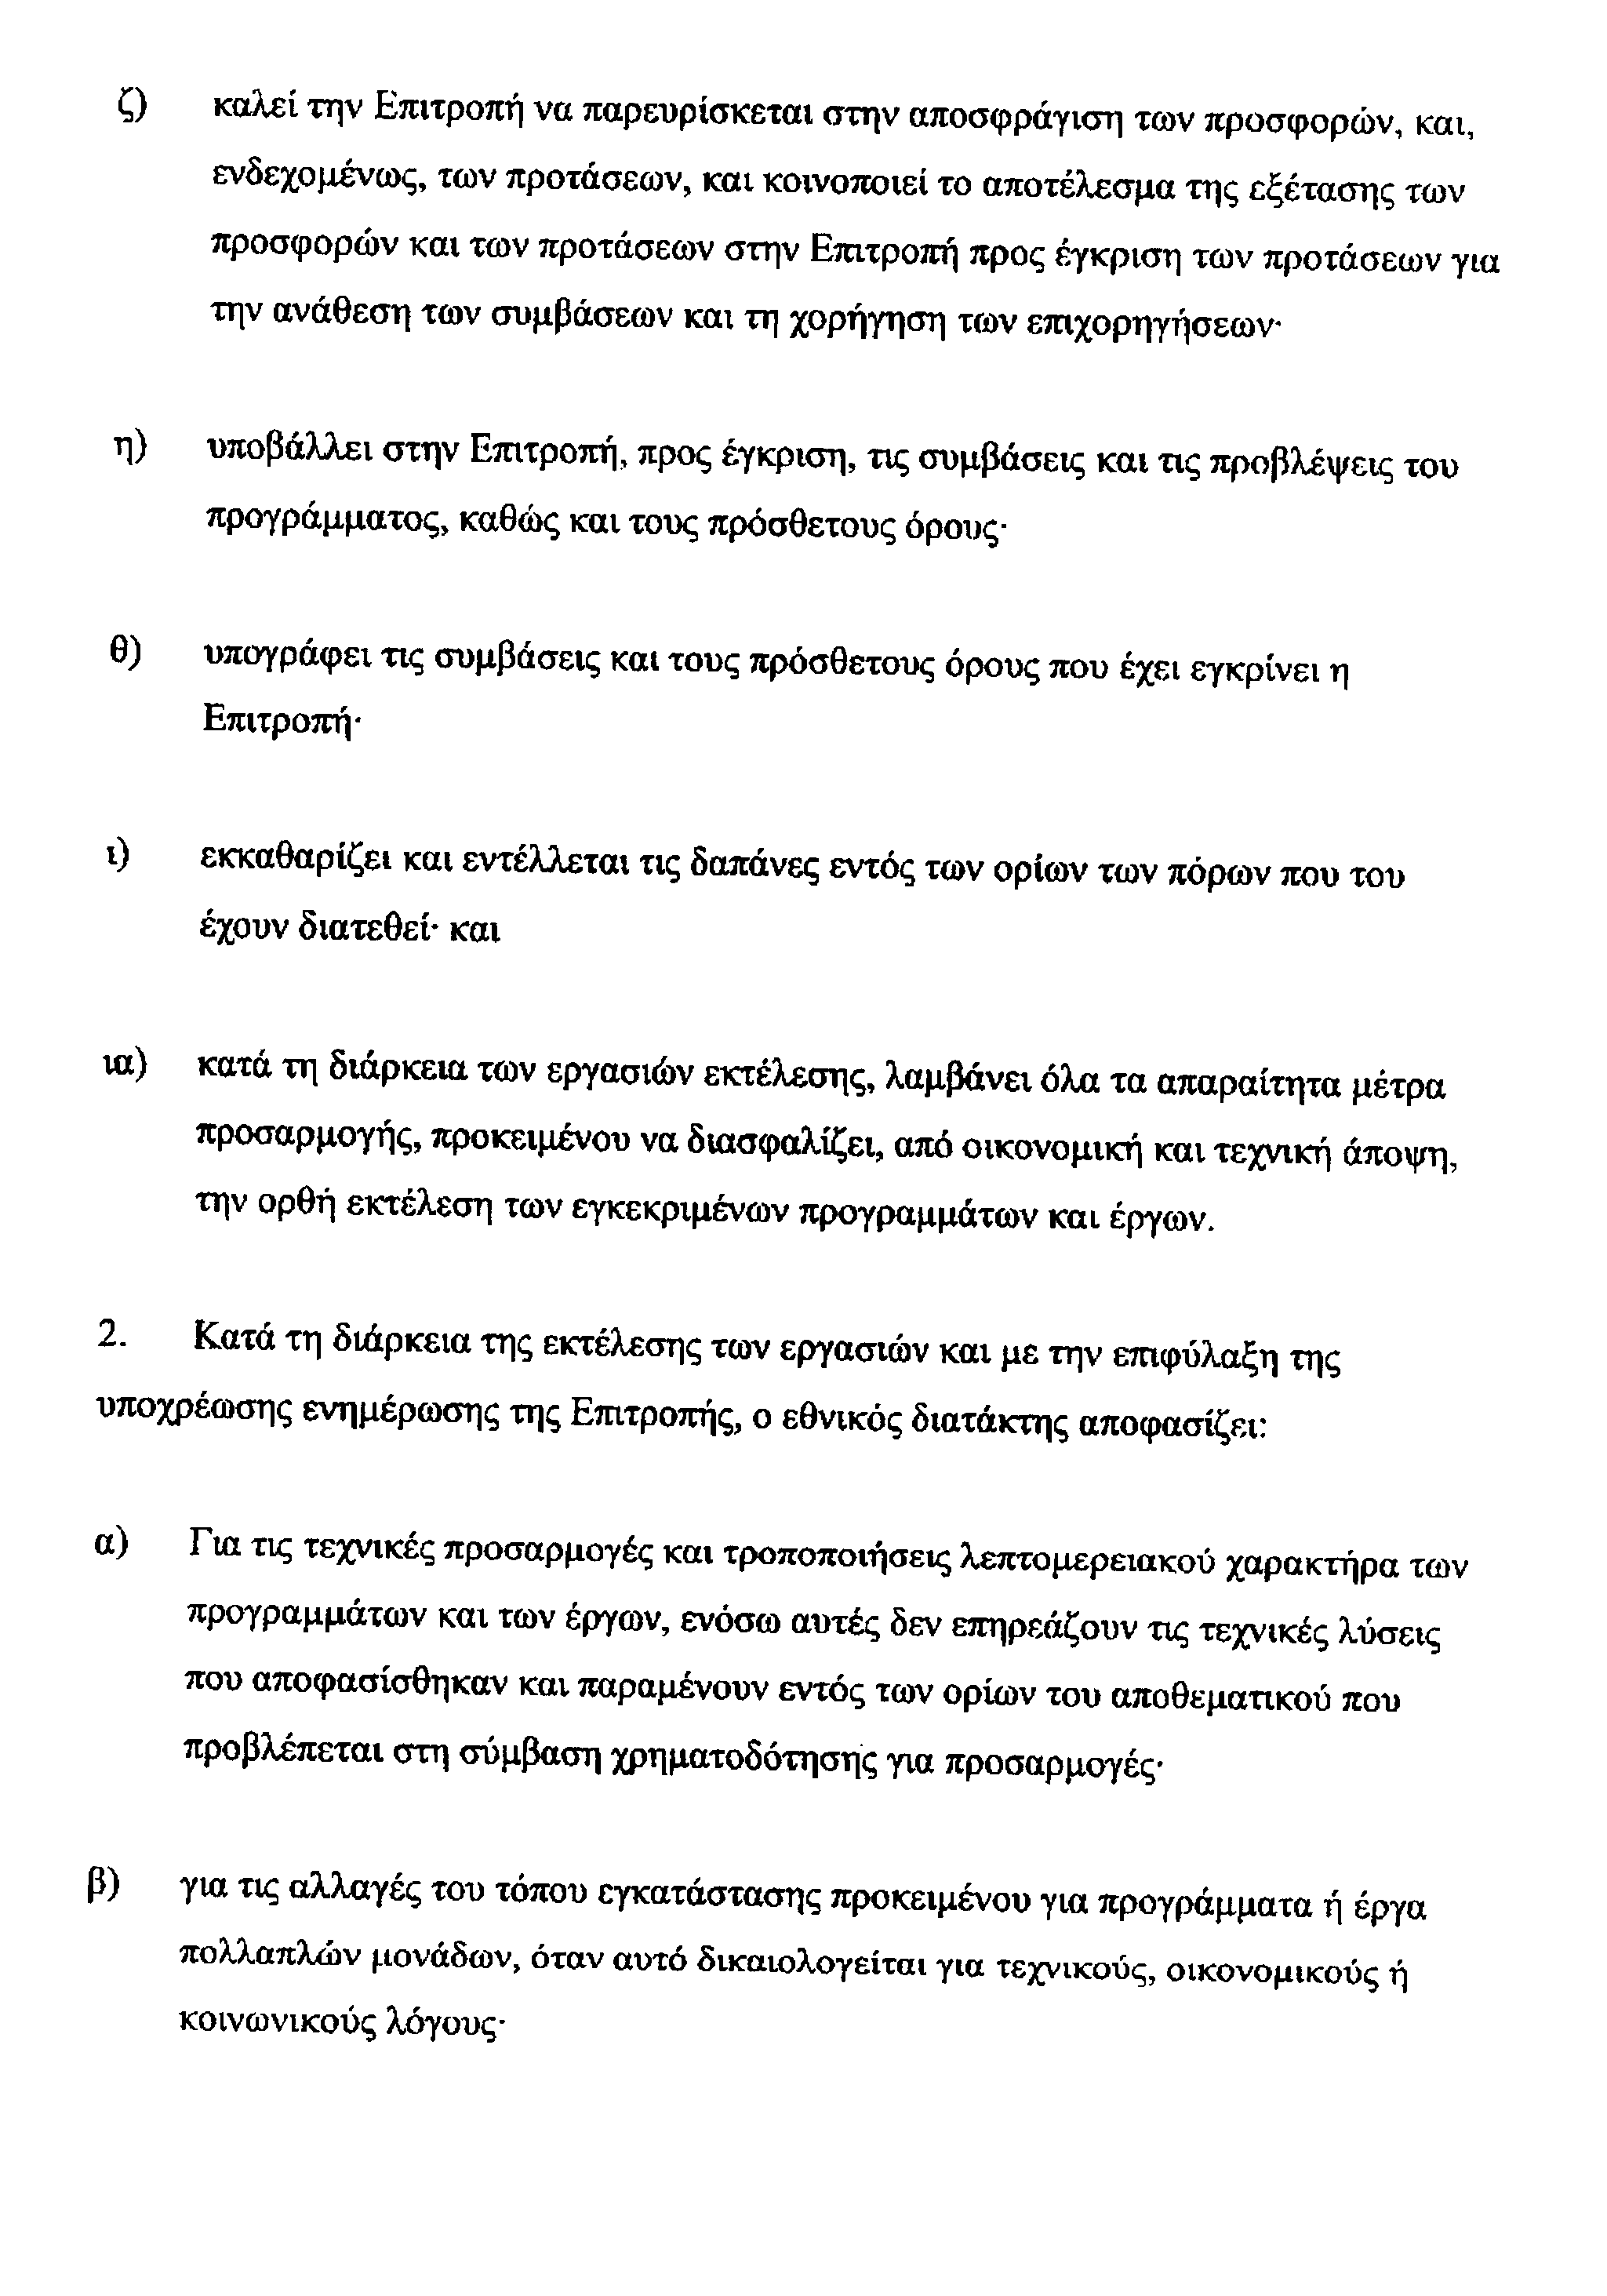 ζ) καλεί την Επιτροπή να παρευρίσκεται στην αποσφράγιση των προσφορών, και,
ενδεχομένως, των προτάσεων, και κοινοποιεί το αποτέλεσμα της εξέτασης των
προσφορών και των προτάσεων στην Επιτροπή προς έγκριση των προτάσεων για
την ανάθεση των συμβάσεων και τη χορήγηση των επιχορηγήσεων·
η) υποβάλλει στην Επιτροπή, προς έγκριση, τις συμβάσεις και τις προβλέψεις του
προγράμματος, καθώς και τους πρόσθετους όρους·
θ) υπογράφει τις συμβάσεις και τους πρόσθετους όρους που έχει εγκρίνει η
Επιτροπή·
ι) εκκαθαρίζει και εντέλλεται τις δαπάνες εντός των ορίων των πόρων που του
έχουν διατεθεί· και
ια) κατά τη διάρκεια των εργασιών εκτέλεσης, λαμβάνει όλα τα απαραίτητα μέτρα
προσαρμογής, προκειμένου να διασφαλίζει, από οικονομική και τεχνική άποψη,
την ορθή εκτέλεση των εγκεκριμένων προγραμμάτων και έργων.
2. Κατά τη διάρκεια της εκτέλεσης των εργασιών και με την επιφύλαξη της
υποχρέωσης ενημέρωσης της Επιτροπής, ο εθνικός διατάκτης αποφασίζει:
α) Για τις τεχνικές προσαρμογές και τροποποιήσεις λεπτομερειακού χαρακτήρα των
προγραμμάτων και των έργων, ενόσω αυτές δεν επηρεάζουν τις τεχνικές λύσεις
που αποφασίσθηκαν και παραμένουν εντός των ορίων του αποθεματικού που
προβλέπεται στη σύμβαση χρηματοδότησης για προσαρμογές·
β) για τις αλλαγές του τόπου εγκατάστασης προκειμένου για προγράμματα ή έργα
πολλαπλών μονάδων, όταν αυτό δικαιολογείται για τεχνικούς, οικονομικούς ή
κοινωνικούς λόγους·